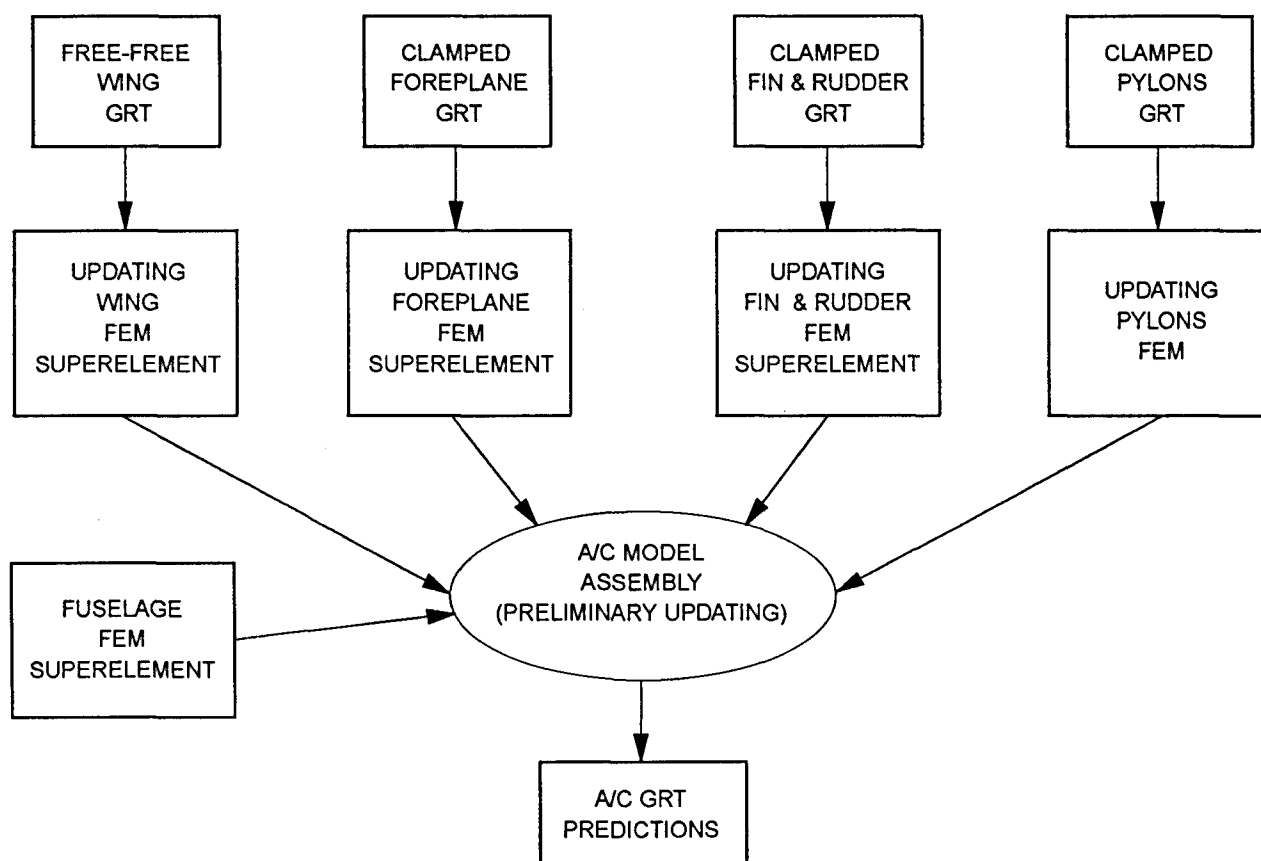 FREE-FREE
WING
GRT
CLAMPED
FOREPLANE
GRT
CLAMPED
FIN & RUDDER
GRT
CLAMPED
PYLONS
GRT
UPDATING
WING
FEM
SUPERELEMENT
UPDATING
FOREPLANE
FEM
SUPERELEMENT
UPDATING
FIN & RUDDER
FEM
SUPERELEMENT
UPDATING
PYLONS
FEM
A/C MODEL
ASSEMBLY
(PRELIMINARY UPDATING)
FUSELAGE
FEM
SUPERELEMENT
A/C GRT
PREDICTIONS